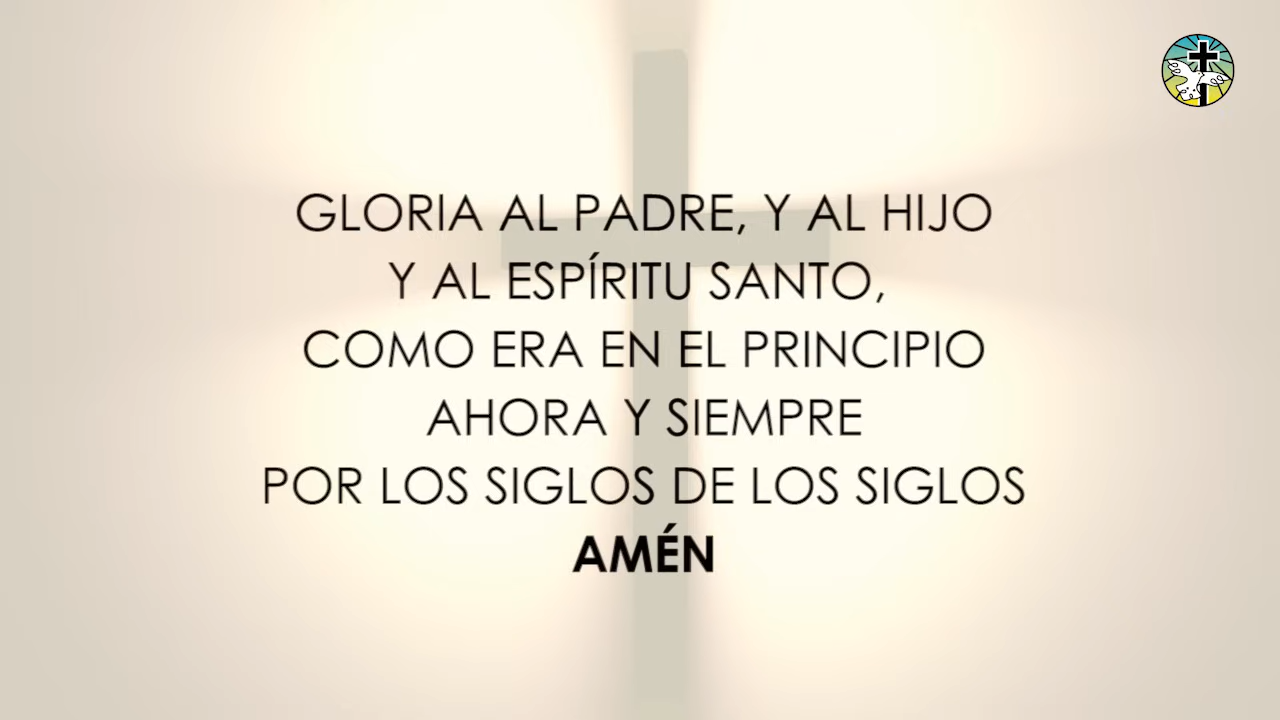 GLORIA AL PADRE, Y AL HIJO
Y AL ESPÍRITU SANTO,
COMO ERA EN EL PRINCIPIO
AHORA Y SIEMPRE
POR LOS SIGLOS DE LOS SIGLOS
AMÉN